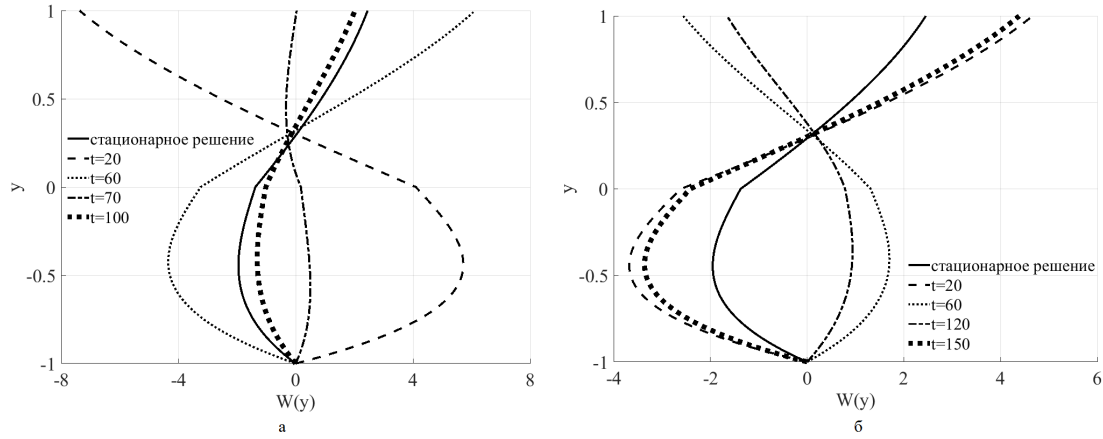 1
0.5
0
-0.5
-1
y
стационарное решение
t=20
t=60
t=70
t=100
-8 -4 0 4 8
W(y)
а
1
0.5
0
-0.5
-1
y
стационарное решение
t=20
t=60
t=120
t=150
-4 -2 0 2 4 6
W(y)
б